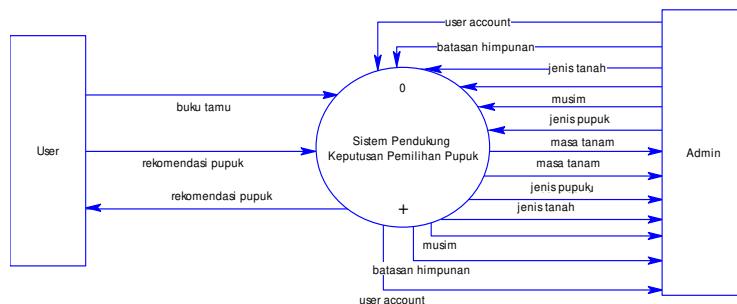 user account
batasan himpunan
jenis tanah
0
musim
buku tamu
jenis pupuk
Sistem Pendukung
Keputusan Pemilihan Pupuk
masa tanam
User
rekomendasi pupuk
Admin
masa tanam
rekomendasi pupuk
jenis pupuk
jenis tanah
+
musim
batasan himpunan
user account